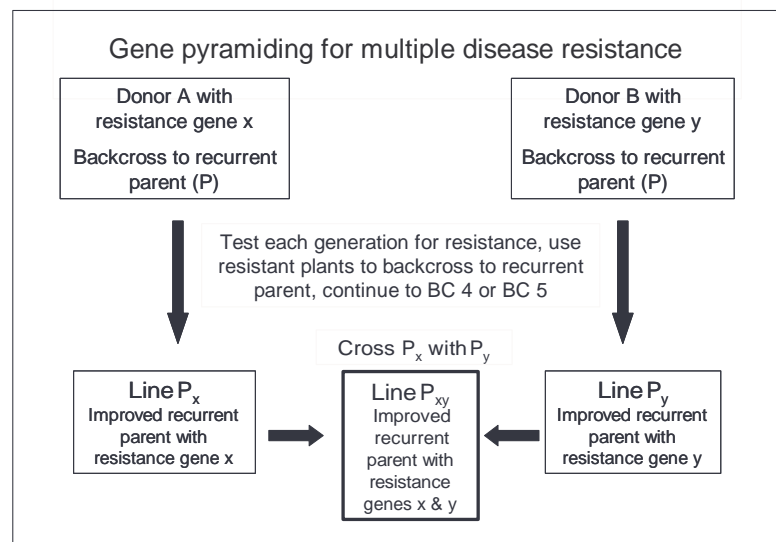 Gene pyramiding for multiple disease resistance
Donor A with
resistance gene x
Backcross to recurrent
parent (P)
Donor B with
resistance gene y
Backcross to recurrent
parent (P)
Test each generation for resistance, use
resistant plants to backcross to recurrent
parent, continue to BC 4 or BC 5
Cross Px with Py
Line Px
Improved recurrent
parent with
resistance gene x
Line Pxy
Improved
recurrent
parent with
resistance
genes x & y
Line Py
Improved recurrent
parent with
resistance gene y